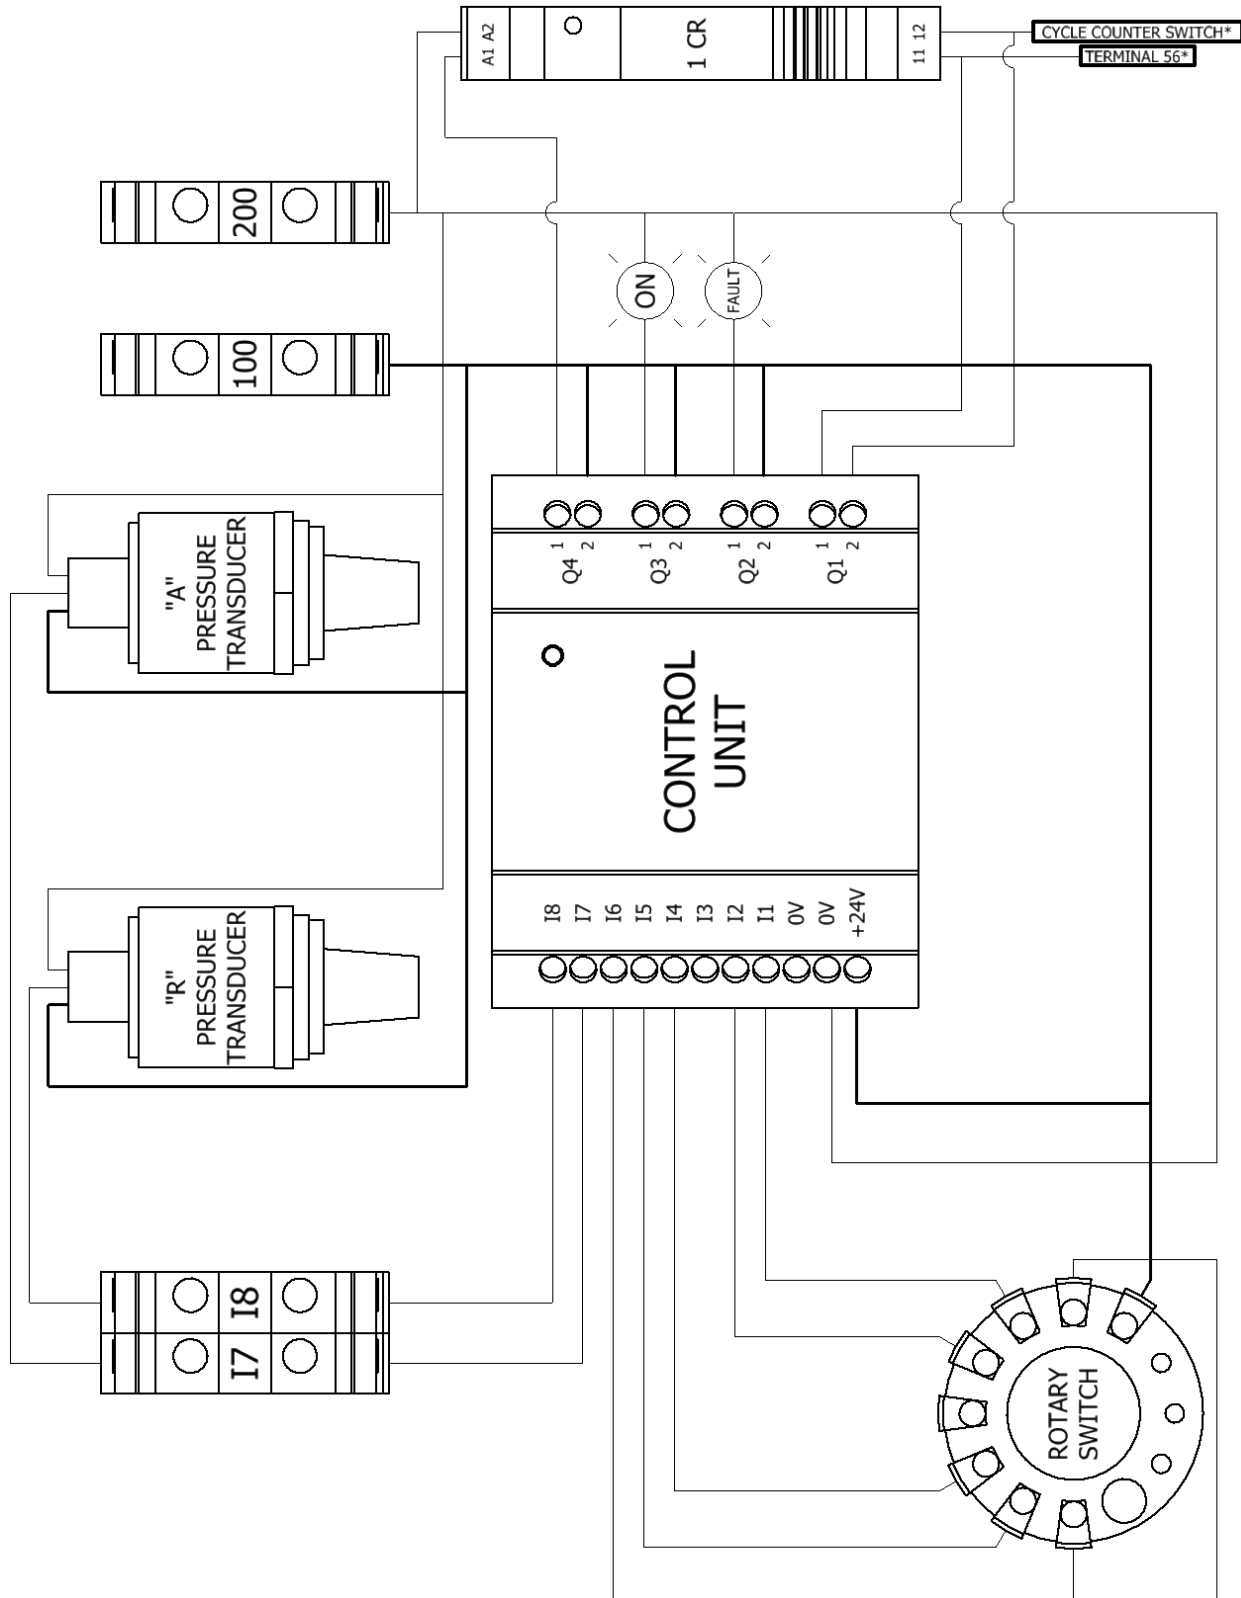 A1 A2
1 CR
11 12
CYCLE COUNTER SWITCH*
TERMINAL 56*
200
100
ON
FAULT
"A"
PRESSURE
TRANSDUCER
1
2
1
2
1
2
1
2
Q4
Q3
Q2
Q1
CONTROL
UNIT
"R"
PRESSURE
TRANSDUCER
I8
I7
I6
I5
I4
I3
I2
I1
0V
0V
+24V
I8
I7
ROTARY
SWITCH